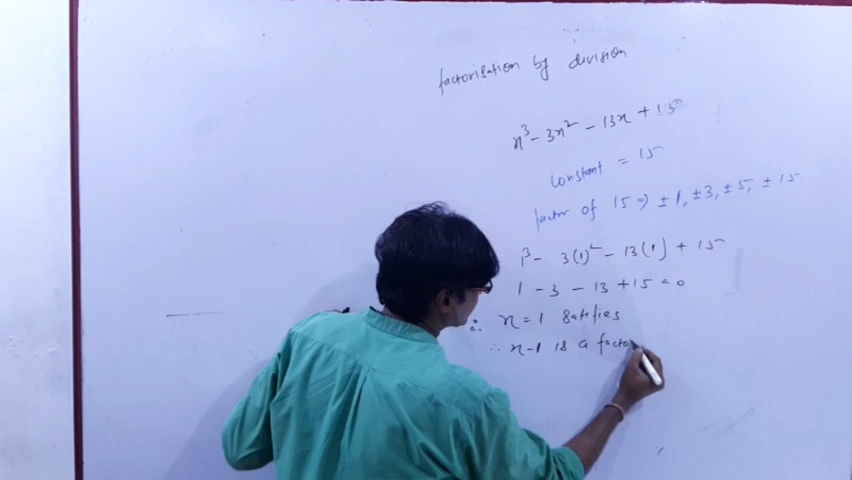 factorisation by division
x³ - 3x² - 13x + 15
constant = 15
factor of 15 ⇒ ±1, ±3, ±5, ±15
1³ - 3(1)² - 13(1) + 15
1 - 3 - 13 + 15 = 0
∴ x = 1 satisfies
∴ x-1 is a facto